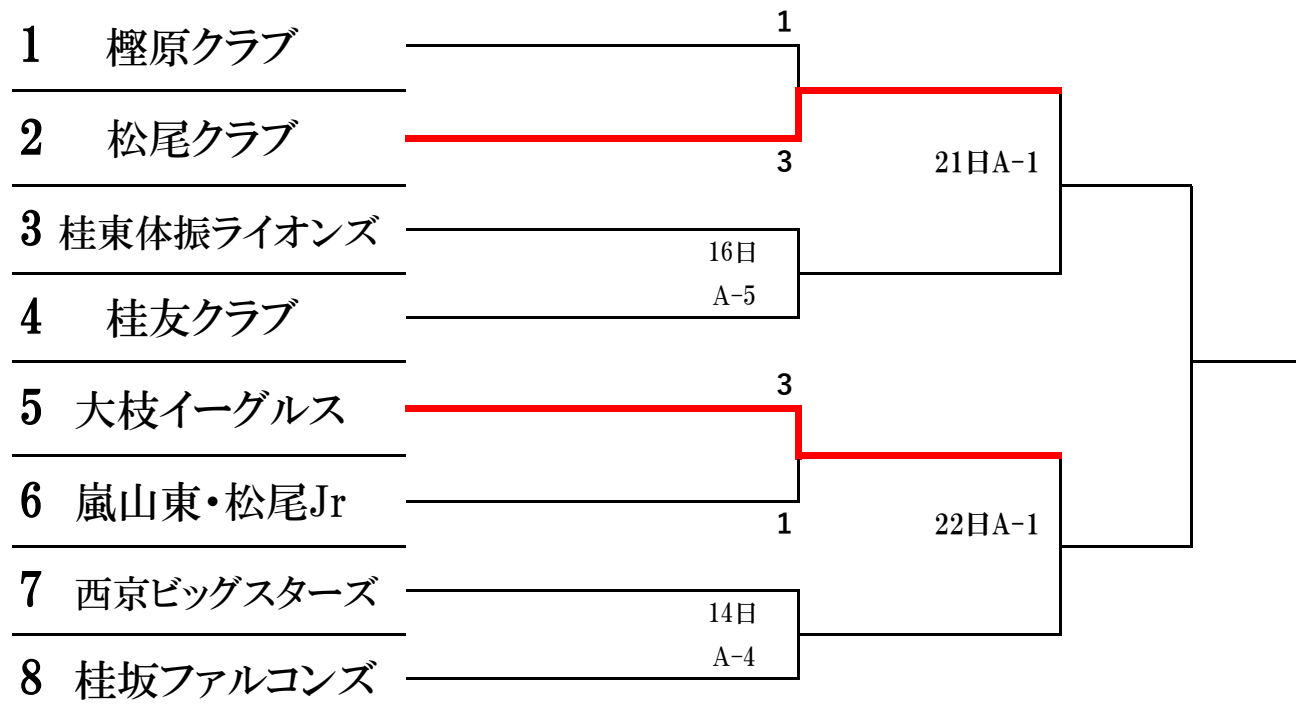 1 樫原クラブ
1
2 松尾クラブ
3
21日A-1
3 桂東体振ライオンズ
16日
A-5
4 桂友クラブ
5 大枝イーグルス
3
6 嵐山東・松尾Jr
1
22日A-1
7 西京ビッグスターズ
14日
A-4
8 桂坂ファルコンズ